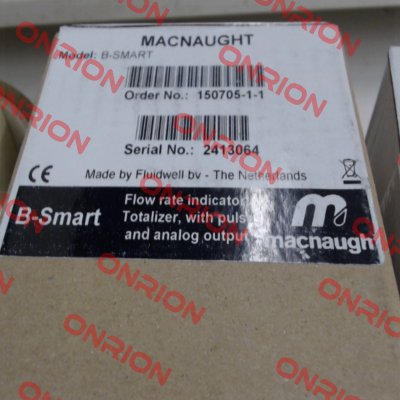 MACNAUGHT
Model: B-SMART
Order No.: 150705-1-1
Serial No.: 2413064
CE Made by Fluidwell bv - The Netherlands
B-Smart
Flow rate indicator
Totalizer, with pulse
and analog output
m
macnaught
ONRION
ONRION
ONRION
ONRION
ONRION
ONRION
ONRION
ONRION
ONRION